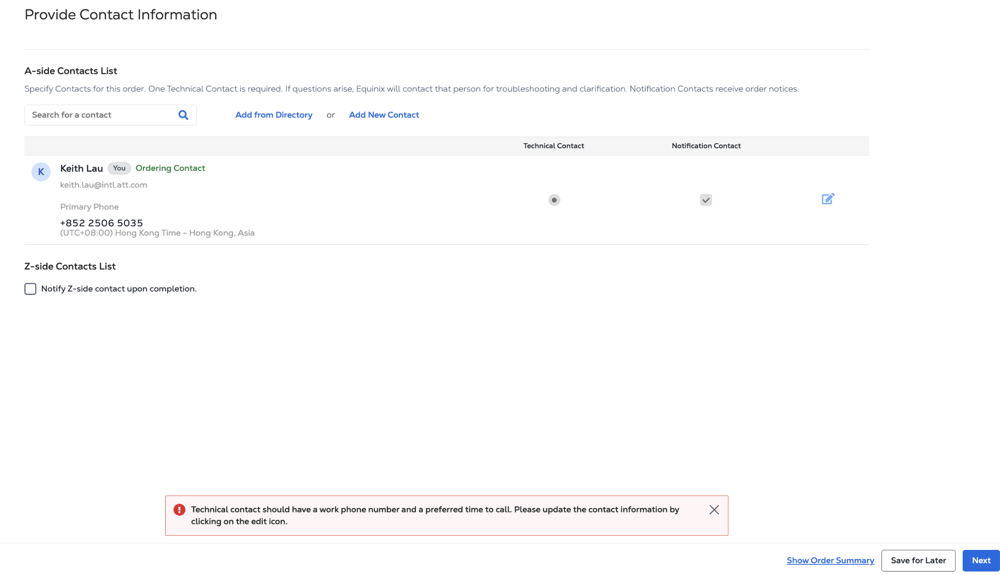 Provide Contact Information
A-side Contacts List
Specify Contacts for this order. One Technical Contact is required. If questions arise, Equinix will contact that person for troubleshooting and clarification. Notification Contacts receive order notices.
Search for a contact
Add from Directory or Add New Contact
Technical Contact Notification Contact
K
Keith Lau You Ordering Contact
keith.lau@intl.att.com
Primary Phone
+852 2506 5035
(UTC+08:00) Hong Kong Time - Hong Kong, Asia
Z-side Contacts List
Notify Z-side contact upon completion.
Technical contact should have a work phone number and a preferred time to call. Please update the contact information by
clicking on the edit icon.
Show Order Summary Save for Later Next